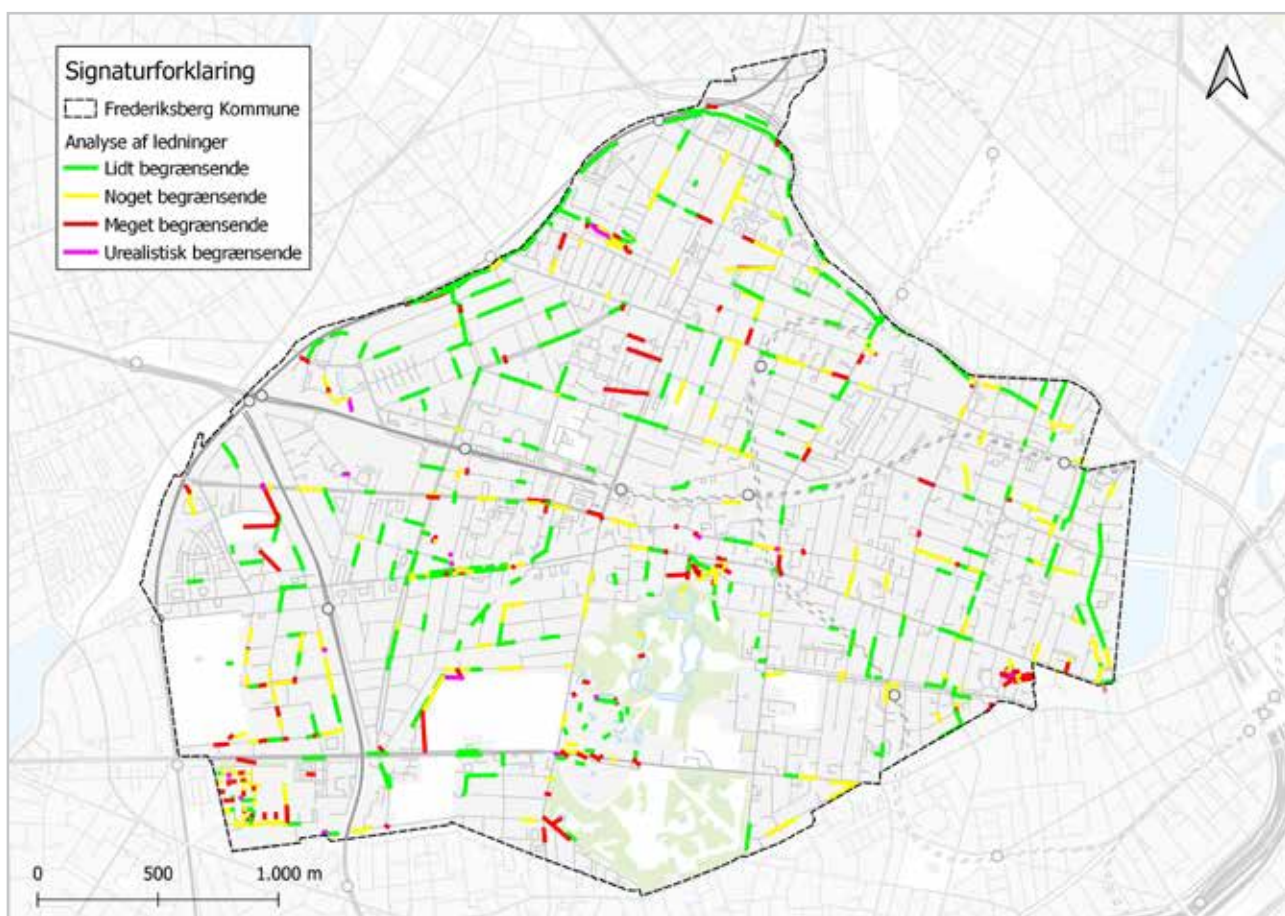 Signaturforklaring
Frederiksberg Kommune
Analyse af ledninger
Lidt begrænsende
Noget begrænsende
Meget begrænsende
Urealistisk begrænsende
0 500 1.000 m